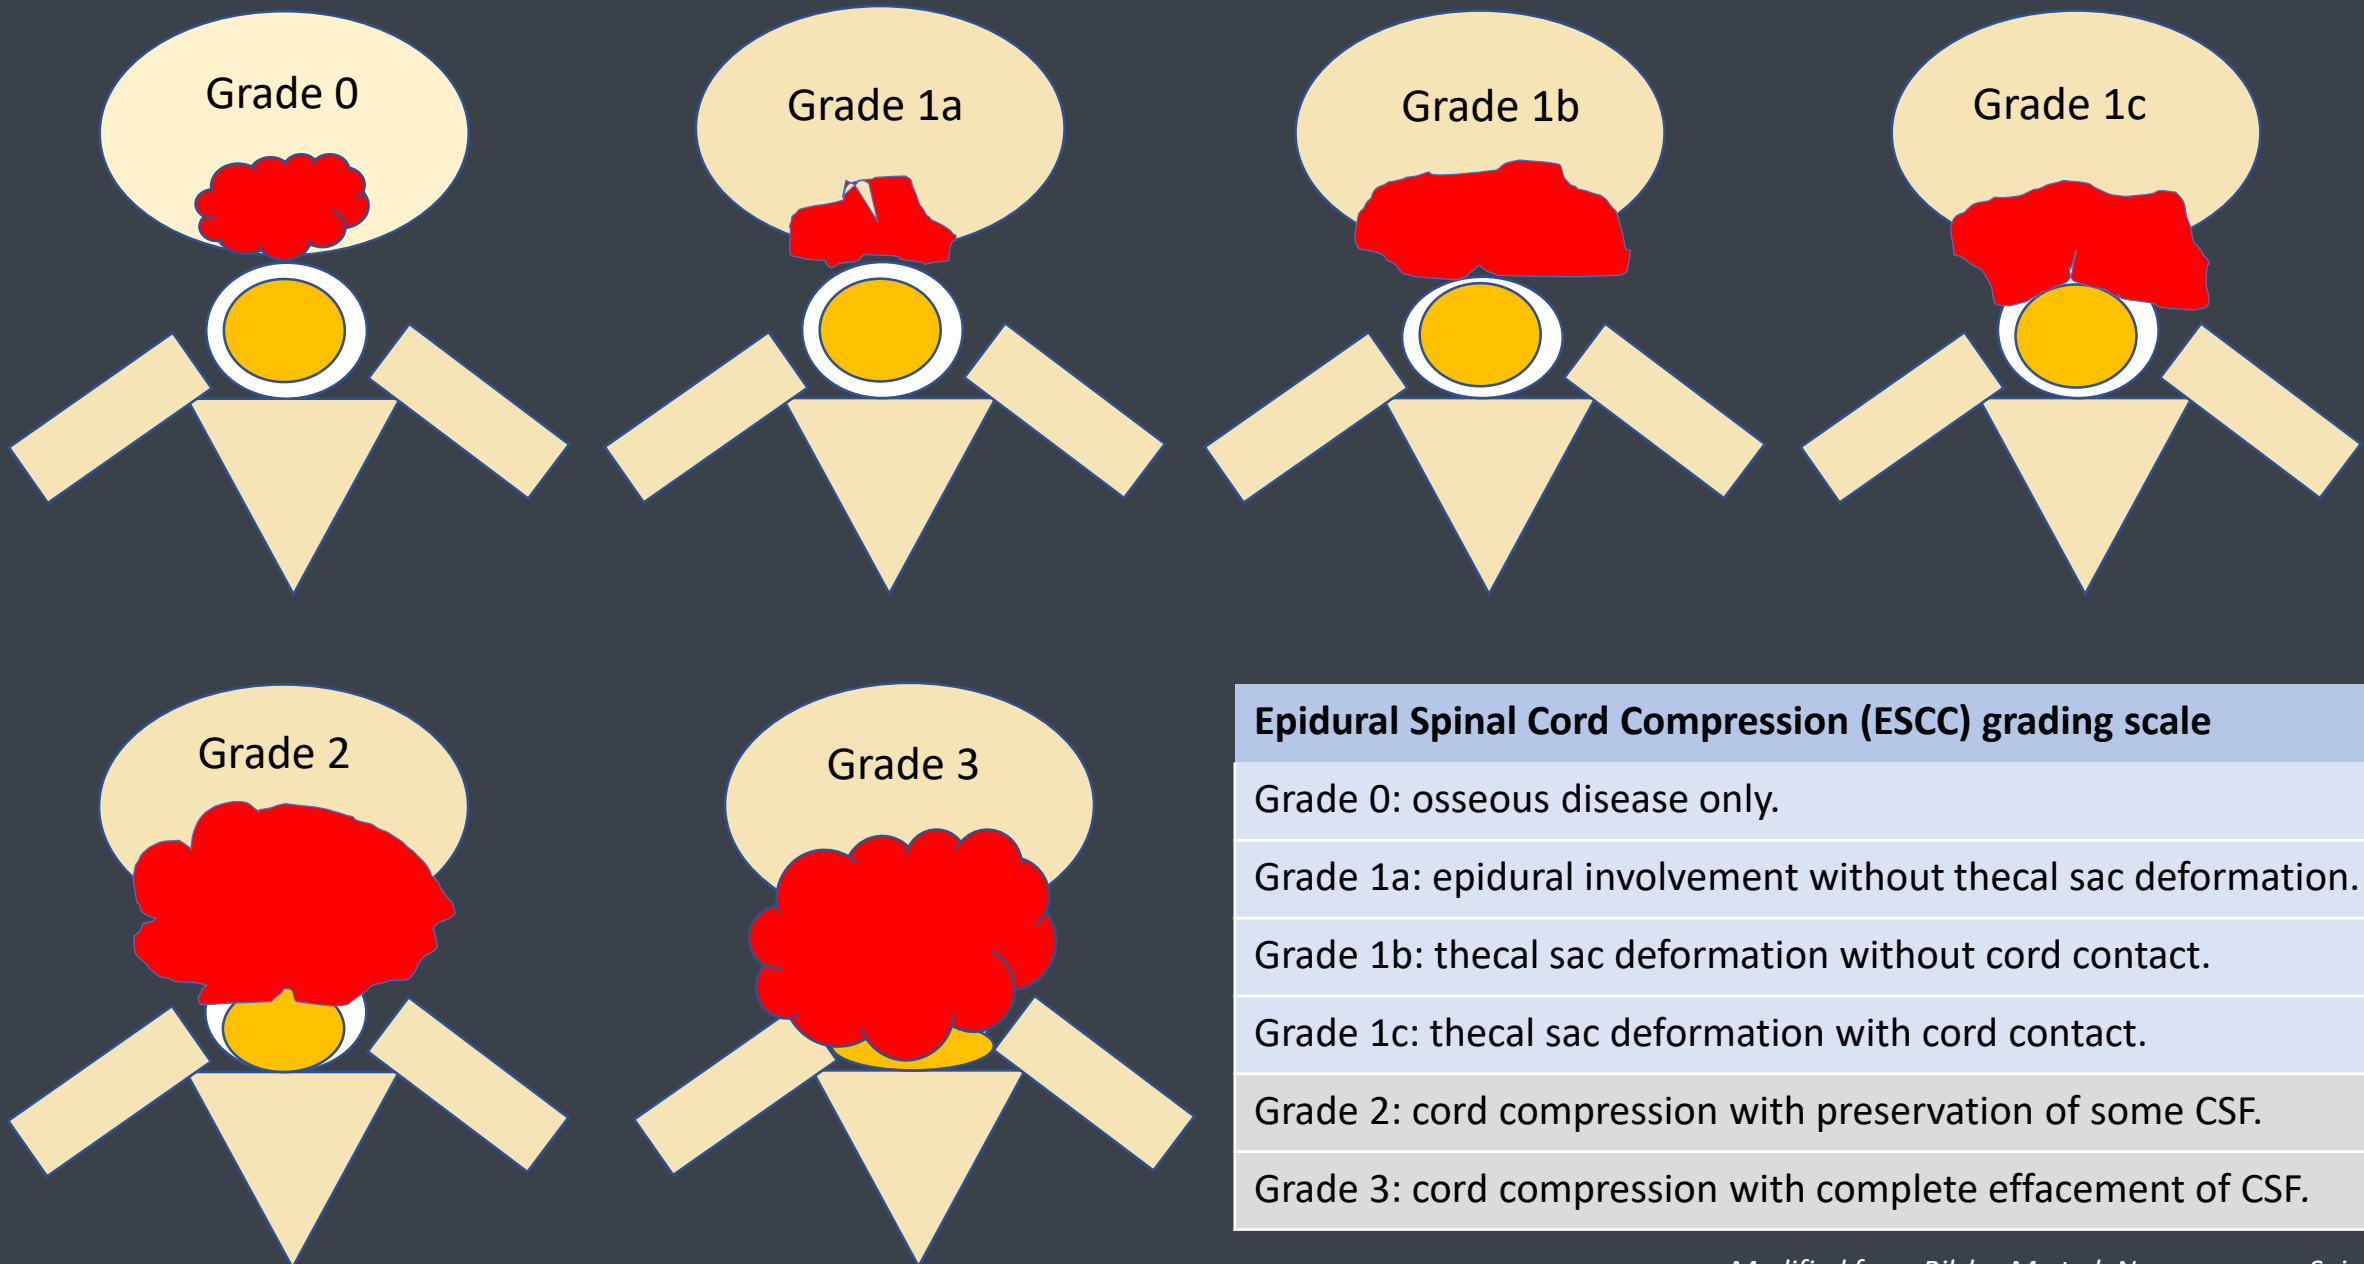 Grade 0
Grade 1a
Grade 1b
Grade 1c
Grade 2
Grade 3
Epidural Spinal Cord Compression (ESCC) grading scale
Grade 0: osseous disease only.
Grade 1a: epidural involvement without thecal sac deformation.
Grade 1b: thecal sac deformation without cord contact.
Grade 1c: thecal sac deformation with cord contact.
Grade 2: cord compression with preservation of some CSF.
Grade 3: cord compression with complete effacement of CSF.